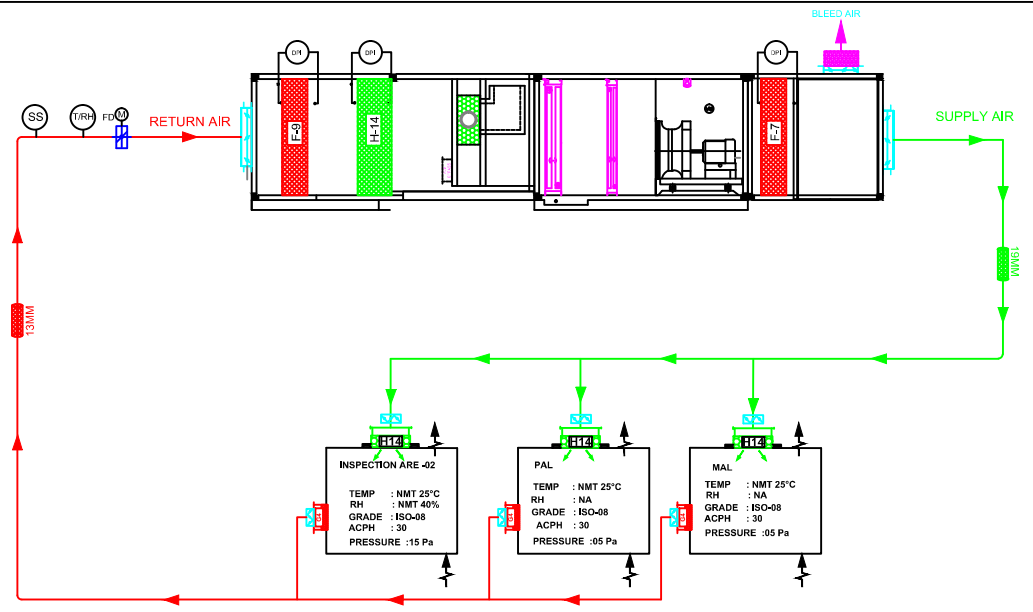 BLEED AIR
DPI
DPI
DPI
SS
T/RH
FD
M
RETURN AIR
F-9
H-14
F-7
SUPPLY AIR
19MM
13MM
H14
H14
H14
INSPECTION ARE -02
TEMP : NMT 25°C
RH : NMT 40%
GRADE : ISO-08
ACPH : 30
PRESSURE :15 Pa
G4
PAL
TEMP : NMT 25°C
RH : NA
GRADE : ISO-08
ACPH : 30
PRESSURE :05 Pa
G4
MAL
TEMP : NMT 25°C
RH : NA
GRADE : ISO-08
ACPH : 30
PRESSURE :05 Pa
G4